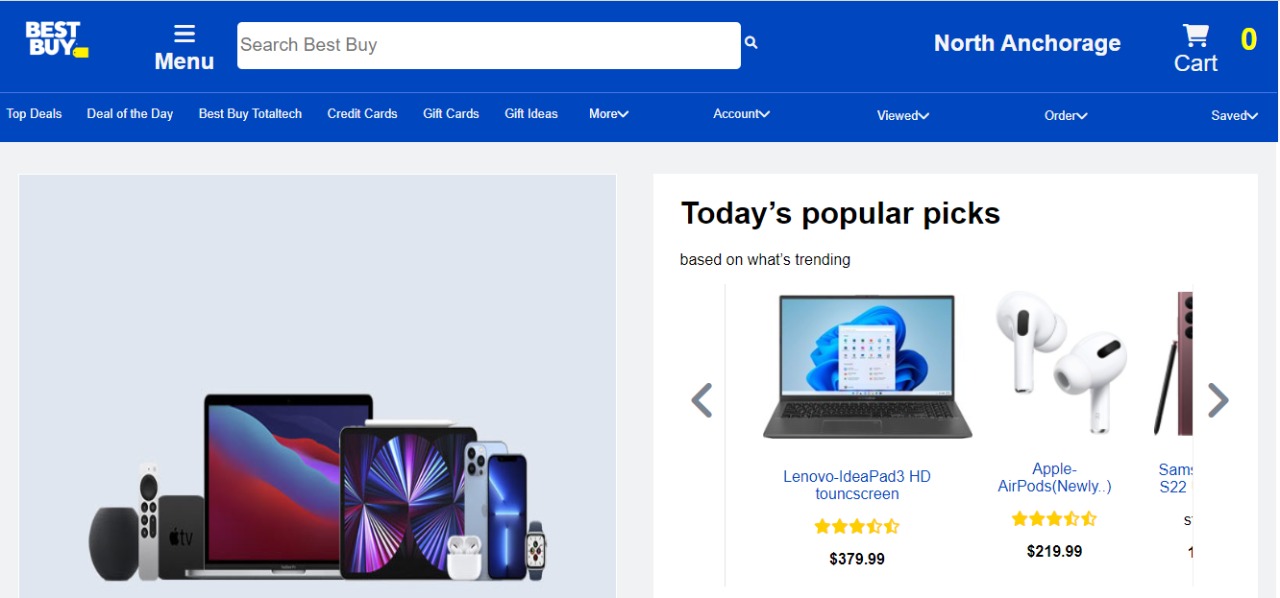 BEST
BUY
Menu
Search Best Buy
North Anchorage
Cart
0
Top Deals
Deal of the Day
Best Buy Totaltech
Credit Cards
Gift Cards
Gift Ideas
More
Account
Viewed
Order
Saved
Today’s popular picks
based on what’s trending
Lenovo-IdeaPad3 HD
touncscreen
$379.99
Apple-
AirPods(Newly..)
$219.99
Sams
S22
tv